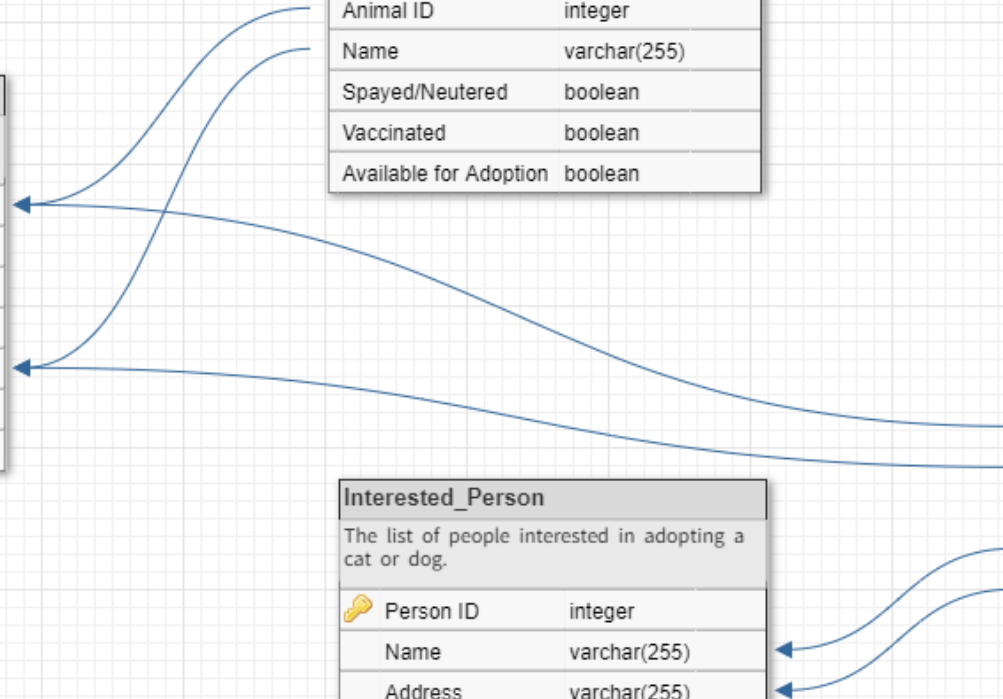 Animal ID integer
Name varchar(255)
Spayed/Neutered boolean
Vaccinated boolean
Available for Adoption boolean
Interested_Person
The list of people interested in adopting a
cat or dog.
Person ID integer
Name varchar(255)
Address varchar(255)